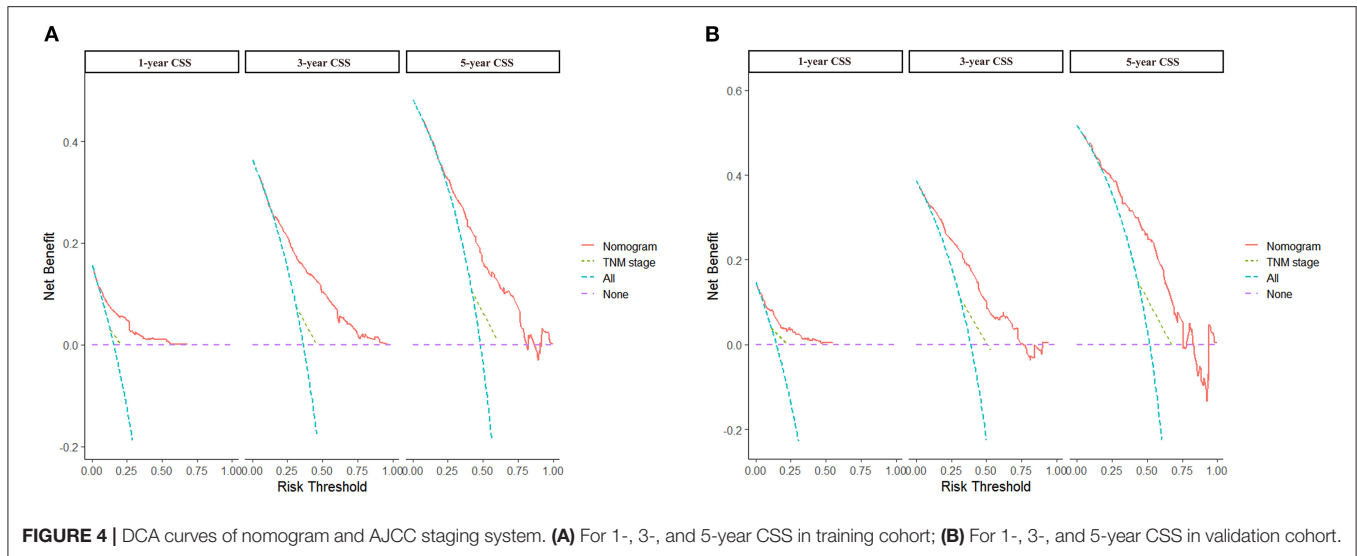 A
1-year CSS
3-year CSS
5-year CSS
0.4
0.2
0.0
-0.2
Net Benefit
0.00 0.25 0.50 0.75 1.00
0.00 0.25 0.50 0.75 1.00
0.00 0.25 0.50 0.75 1.00
Risk Threshold
Nomogram
TNM stage
All
None
B
1-year CSS
3-year CSS
5-year CSS
0.6
0.4
0.2
0.0
-0.2
Net Benefit
0.00 0.25 0.50 0.75 1.00
0.00 0.25 0.50 0.75 1.00
0.00 0.25 0.50 0.75 1.00
Risk Threshold
Nomogram
TNM stage
All
None
FIGURE 4 | DCA curves of nomogram and AJCC staging system. (A) For 1-, 3-, and 5-year CSS in training cohort; (B) For 1-, 3-, and 5-year CSS in validation cohort.